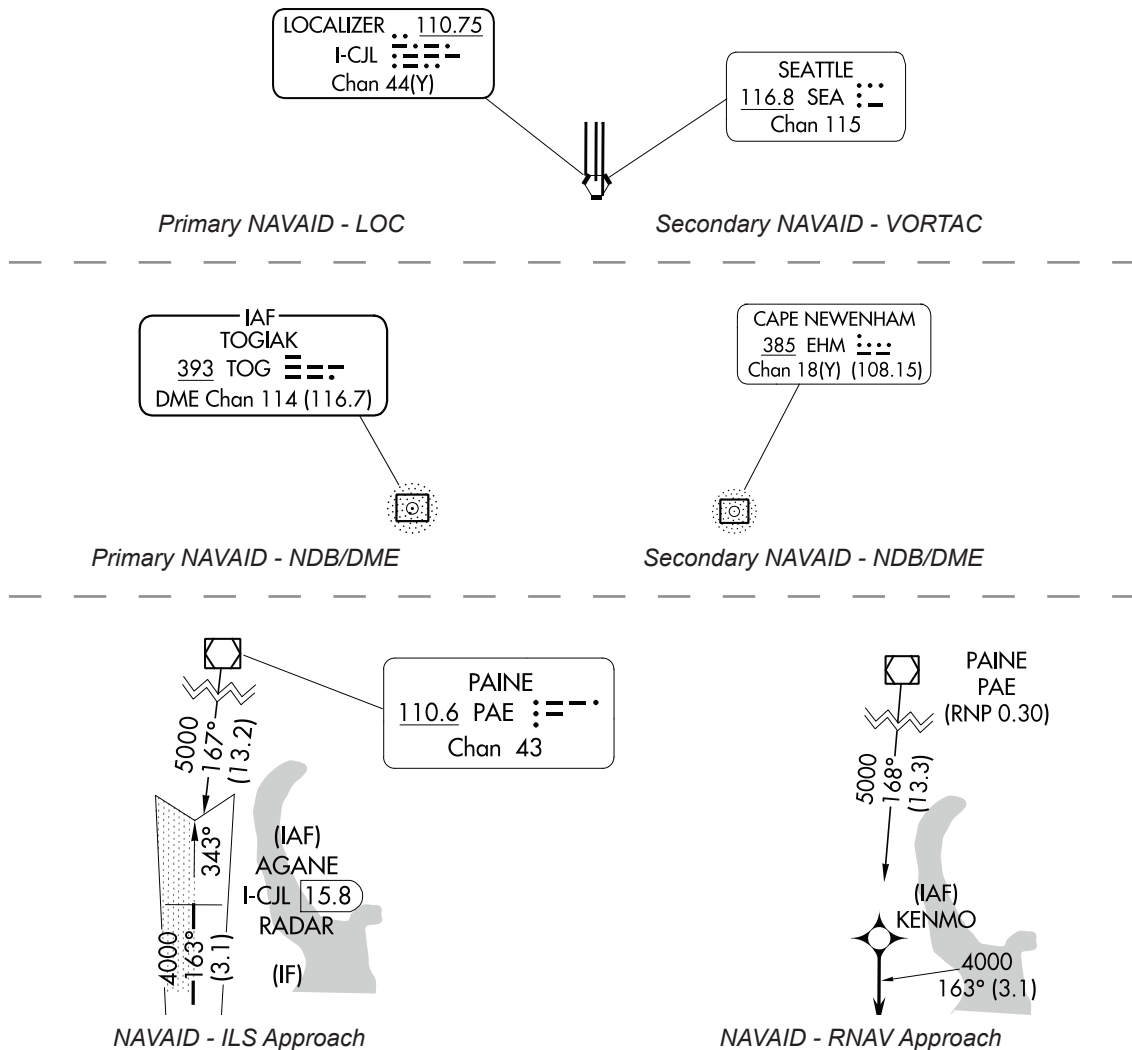 LOCALIZER 110.75
I-CJL
Chan 44(Y)
SEATTLE
116.8 SEA
Chan 115
Primary NAVAID - LOC
Secondary NAVAID - VORTAC
IAF
TOGIAK
393 TOG
DME Chan 114 (116.7)
CAPE NEWENHAM
385 EHM
Chan 18(Y) (108.15)
Primary NAVAID - NDB/DME
Secondary NAVAID - NDB/DME
PAINE
110.6 PAE
Chan 43
5000
167°
(13.2)
343°
(IAF)
AGANE
I-CJL 15.8
RADAR
(IF)
4000
163°
(3.1)
NAVAID - ILS Approach
PAINE
PAE
(RNP 0.30)
5000
168°
(13.3)
(IAF)
KENMO
4000
163° (3.1)
NAVAID - RNAV Approach